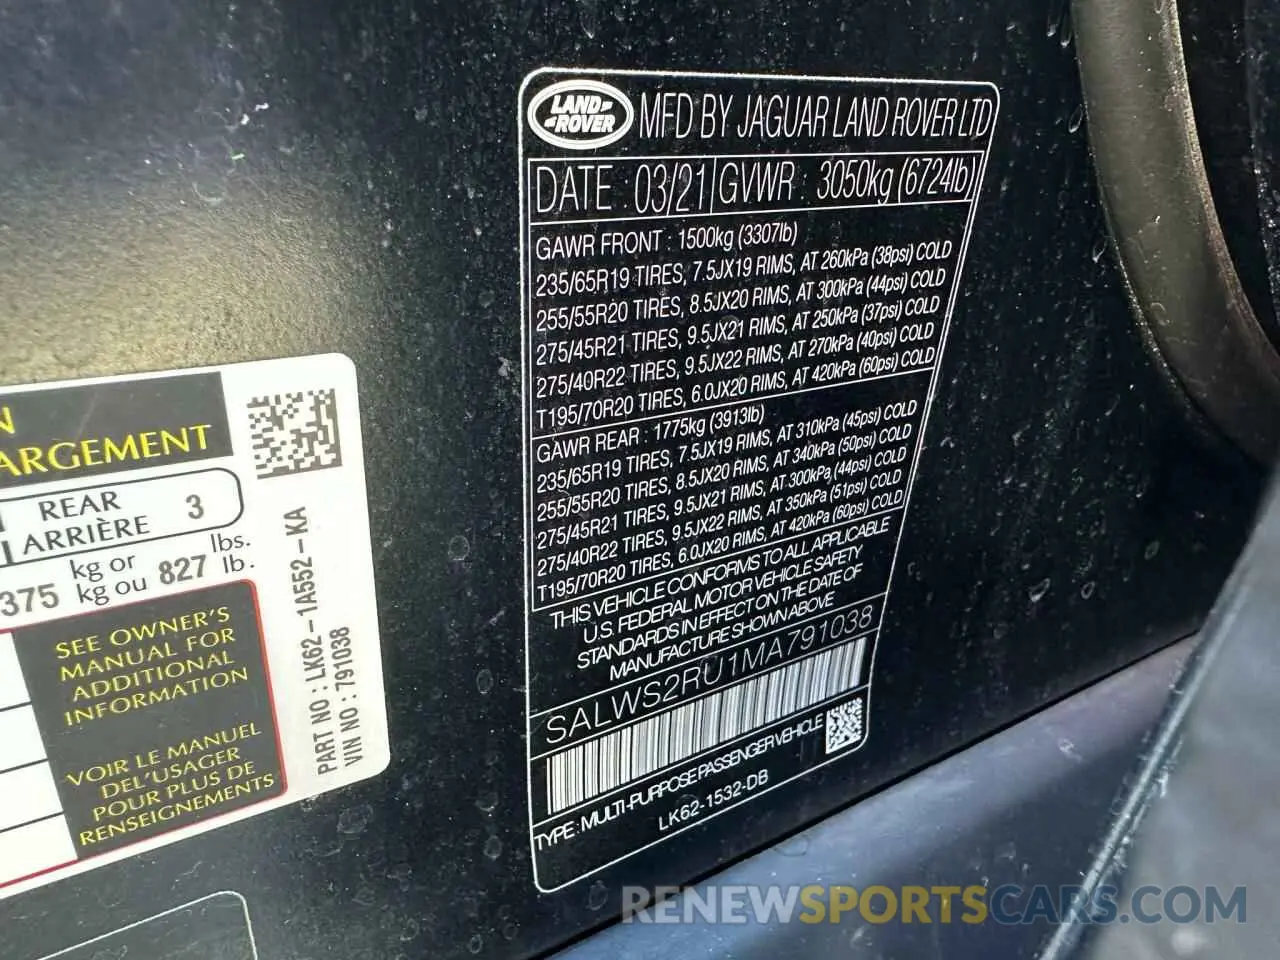 LAND-
-ROVER
MFD BY JAGUAR LAND ROVER LTD
DATE : 03/21 GVWR : 3050kg (6724lb)
GAWR FRONT : 1500kg (3307lb)
235/65R19 TIRES, 7.5JX19 RIMS, AT 260kPa (38psi) COLD
255/55R20 TIRES, 8.5JX20 RIMS, AT 300kPa (44psi) COLD
275/45R21 TIRES, 9.5JX21 RIMS, AT 250kPa (37psi) COLD
275/40R22 TIRES, 9.5JX22 RIMS, AT 270kPa (40psi) COLD
T195/70R20 TIRES, 6.0JX20 RIMS, AT 420kPa (60psi) COLD
GAWR REAR : 1775kg (3913lb)
235/65R19 TIRES, 7.5JX19 RIMS, AT 310kPa (45psi) COLD
255/55R20 TIRES, 8.5JX20 RIMS, AT 340kPa (50psi) COLD
275/45R21 TIRES, 9.5JX21 RIMS, AT 300kPa (44psi) COLD
275/40R22 TIRES, 9.5JX22 RIMS, AT 350kPa (51psi) COLD
T195/70R20 TIRES, 6.0JX20 RIMS, AT 420kPa (60psi) COLD
THIS VEHICLE CONFORMS TO ALL APPLICABLE
U.S. FEDERAL MOTOR VEHICLE SAFETY
STANDARDS IN EFFECT ON THE DATE OF
MANUFACTURE SHOWN ABOVE
SALWS2RU1MA791038
TYPE : MULTI-PURPOSE PASSENGER VEHICLE
LK62-1532-DB
N
ARGEMENT
REAR 3
ARRIÈRE
375 kg or 827 lbs.
kg ou lb.
SEE OWNER'S
MANUAL FOR
ADDITIONAL
INFORMATION
VOIR LE MANUEL
DEL'USAGER
POUR PLUS DE
RENSEIGNEMENTS
PART NO : LK62-1A552-KA
VIN NO : 791038
RENEWSPORTSCARS.COM